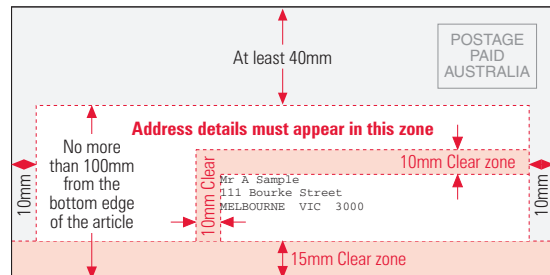 At least 40mm
POSTAGE
PAID
AUSTRALIA
Address details must appear in this zone
No more
than 100mm
from the
bottom edge
of the article
10mm
10mm Clear zone
10mm Clear
Mr A Sample
111 Bourke Street
MELBOURNE  VIC  3000
10mm
15mm Clear zone